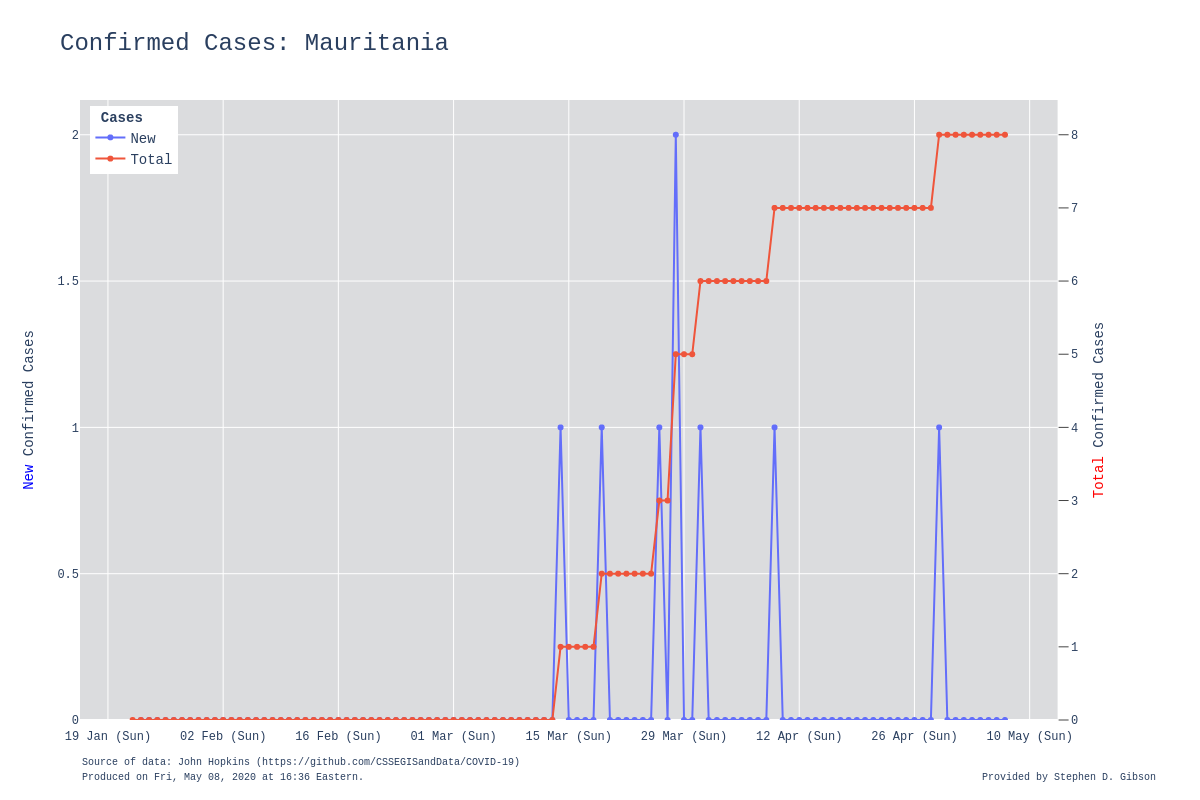 Confirmed Cases: Mauritania
Cases
New
Total
2
1.5
1
0.5
0
New Confirmed Cases
8
7
6
5
4
3
2
1
0
Total Confirmed Cases
19 Jan (Sun) 02 Feb (Sun) 16 Feb (Sun) 01 Mar (Sun) 15 Mar (Sun) 29 Mar (Sun) 12 Apr (Sun) 26 Apr (Sun) 10 May (Sun)
Source of data: John Hopkins (https://github.com/CSSEGISandData/COVID-19)
Produced on Fri, May 08, 2020 at 16:36 Eastern.
Provided by Stephen D. Gibson